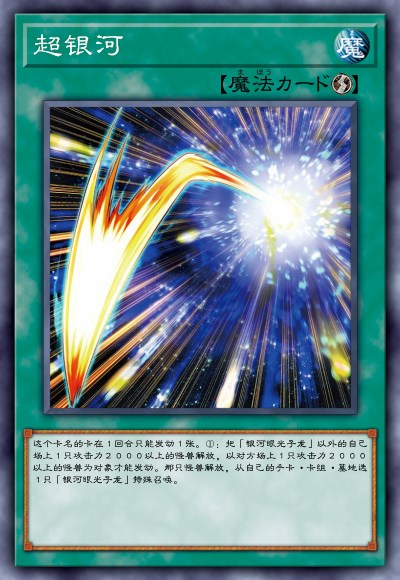 超银河
魔
【魔法カード】
まほう
这个卡名的卡在1回合只能发动1张。①：把「银河眼光子龙」以外的自己
场上1只攻击力2000以上的怪兽解放，以对方场上1只攻击力2000
以上的怪兽为对象才能发动。那只怪兽解放，从自己的手卡·卡组·墓地选
1只「银河眼光子龙」特殊召唤。